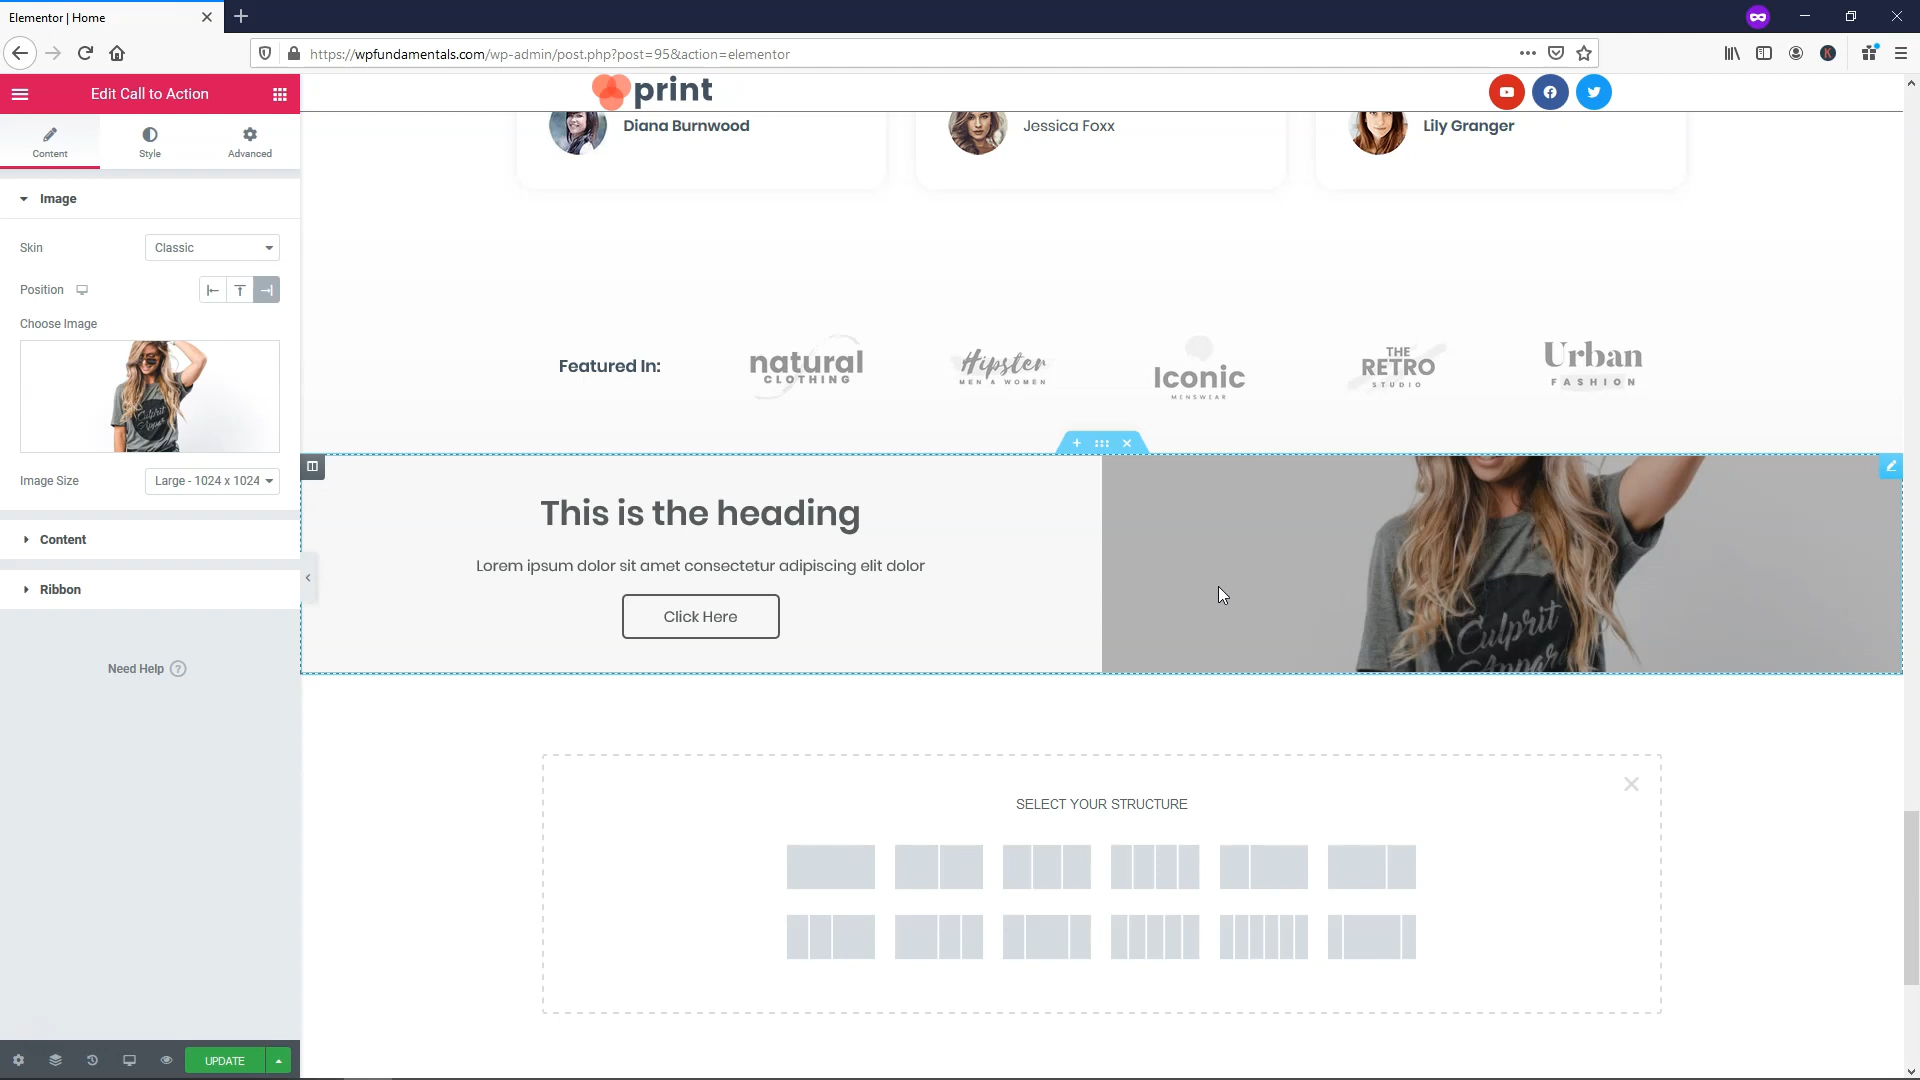 Elementor | Home
https://wpfundamentals.com/wp-admin/post.php?post=95&action=elementor
Edit Call to Action
print
Content
Style
Advanced
Diana Burnwood
Jessica Foxx
Lily Granger
Image
Skin
Classic
Position
Choose Image
Culprit
Image Size
Large - 1024 x 1024
Content
Ribbon
Need Help ?
UPDATE
Featured In:
natural
CLOTHING
Hipster
MEN & WOMEN
Iconic
MENSWEAR
THE
RETRO
STUDIO
Urban
FASHION
This is the heading
Lorem ipsum dolor sit amet consectetur adipiscing elit dolor
Click Here
Culprit
Apparel
SELECT YOUR STRUCTURE